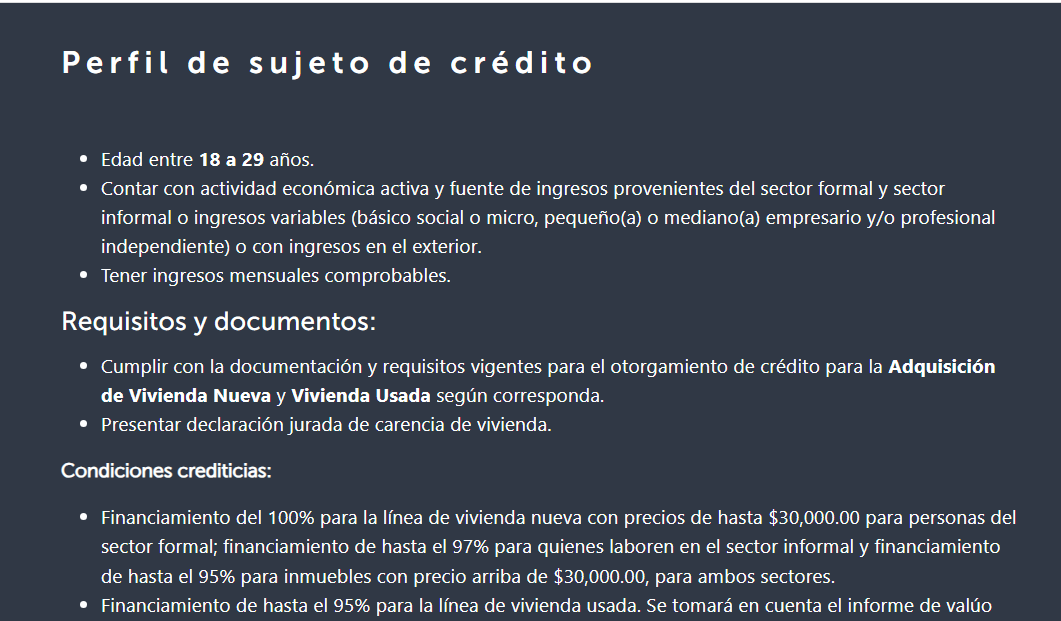 Perfil de sujeto de crédito
• Edad entre 18 a 29 años.
• Contar con actividad económica activa y fuente de ingresos provenientes del sector formal y sector
informal o ingresos variables (básico social o micro, pequeño(a) o mediano(a) empresario y/o profesional
independiente) o con ingresos en el exterior.
• Tener ingresos mensuales comprobables.
Requisitos y documentos:
• Cumplir con la documentación y requisitos vigentes para el otorgamiento de crédito para la Adquisición
de Vivienda Nueva y Vivienda Usada según corresponda.
• Presentar declaración jurada de carencia de vivienda.
Condiciones crediticias:
• Financiamiento del 100% para la línea de vivienda nueva con precios de hasta $30,000.00 para personas del
sector formal; financiamiento de hasta el 97% para quienes laboren en el sector informal y financiamiento
de hasta el 95% para inmuebles con precio arriba de $30,000.00, para ambos sectores.
• Financiamiento de hasta el 95% para la línea de vivienda usada. Se tomará en cuenta el informe de valúo